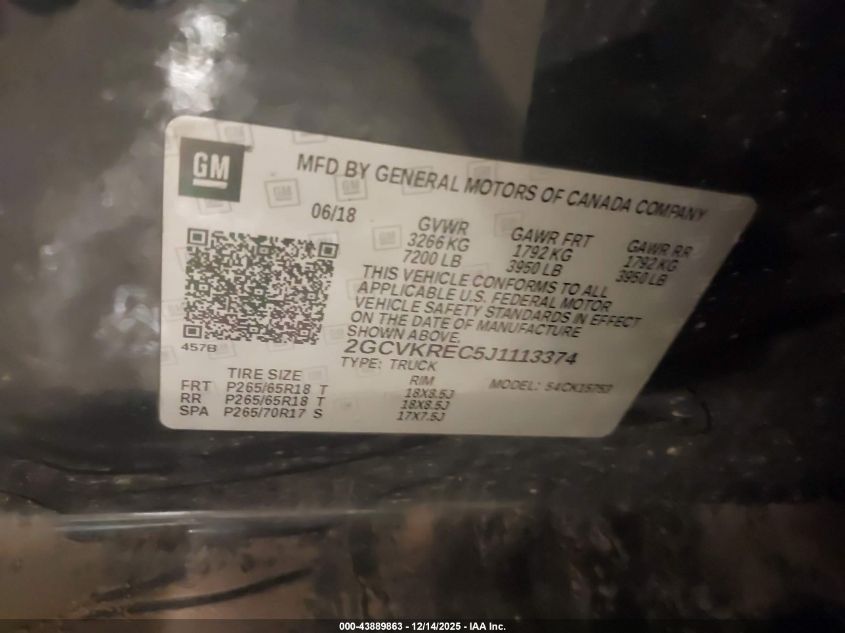 GM
MFD BY GENERAL MOTORS OF CANADA COMPANY
06/18
GVWR GAWR FRT GAWR RR
3266 KG 1792 KG 1792 KG
7200 LB 3950 LB 3950 LB
THIS VEHICLE CONFORMS TO ALL
APPLICABLE U.S. FEDERAL MOTOR
VEHICLE SAFETY STANDARDS IN EFFECT
ON THE DATE OF MANUFACTURE
SHOWN ABOVE.
457B
2GCVKREC5J1113374
TYPE: TRUCK
MODEL: 54CK15753
TIRE SIZE RIM
FRT P265/65R18 T 18X8.5J
RR P265/65R18 T 18X8.5J
SPA P265/70R17 S 17X7.5J
000-43889863 - 12/14/2025 - IAA Inc.